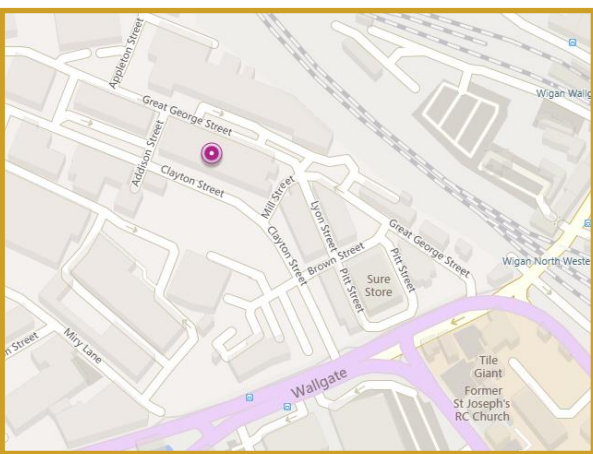 Appleton Street
Great George Street
Wigan Wallg
Addison Street
Clayton Street
Mill Street
Lyon Street
Clayton Street
Great George Street
Brown Street
Pitt Street
Pitt Street
Wigan North Weste
Sure
Store
n Street
Miry Lane
Wallgate
Tile
Giant
Former
St Joseph's
RC Church